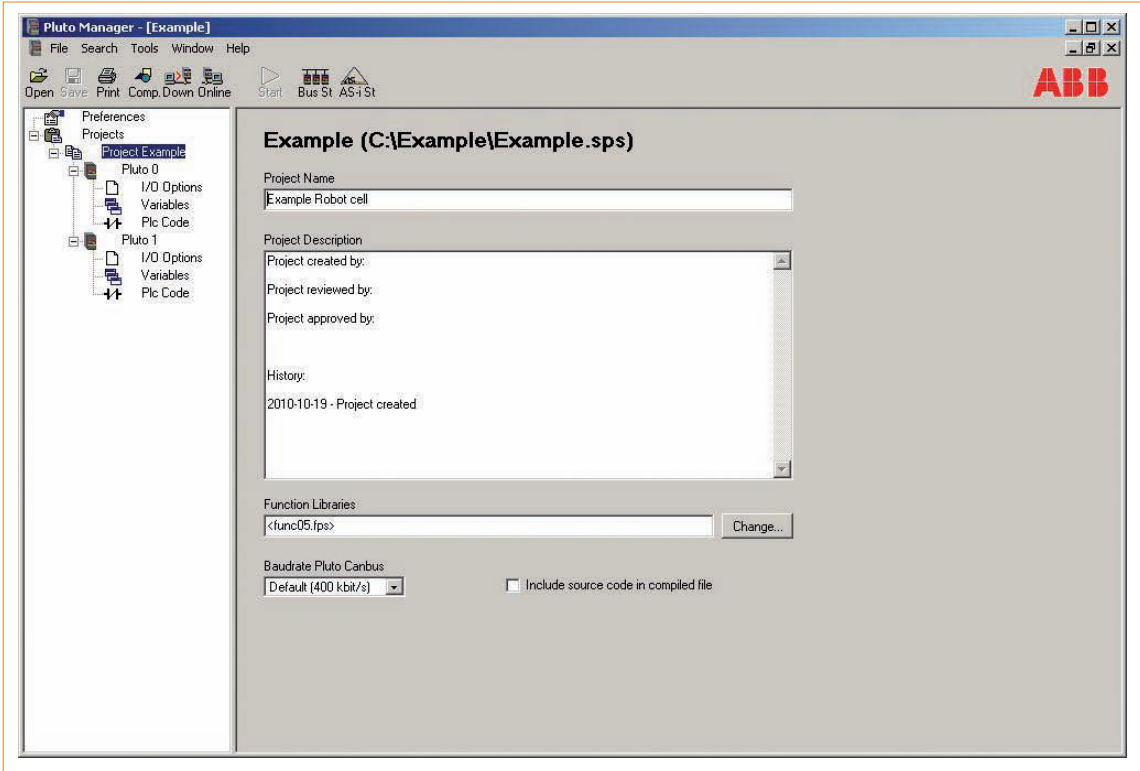 Pluto Manager - [Example]
File Search Tools Window Help
Open Save Print Comp. Down Online Start Bus St AS-i St
ABB
Preferences
Projects
Project Example
Pluto 0
I/O Options
Variables
Plc Code
Pluto 1
I/O Options
Variables
Plc Code
Example (C:\Example\Example.sps)
Project Name
Example Robot cell
Project Description
Project created by:
Project reviewed by:
Project approved by:
History:
2010-10-19 - Project created
Function Libraries
<func05.fps>
Change...
Baudrate Pluto Canbus
Default (400 kbit/s)
Include source code in compiled file